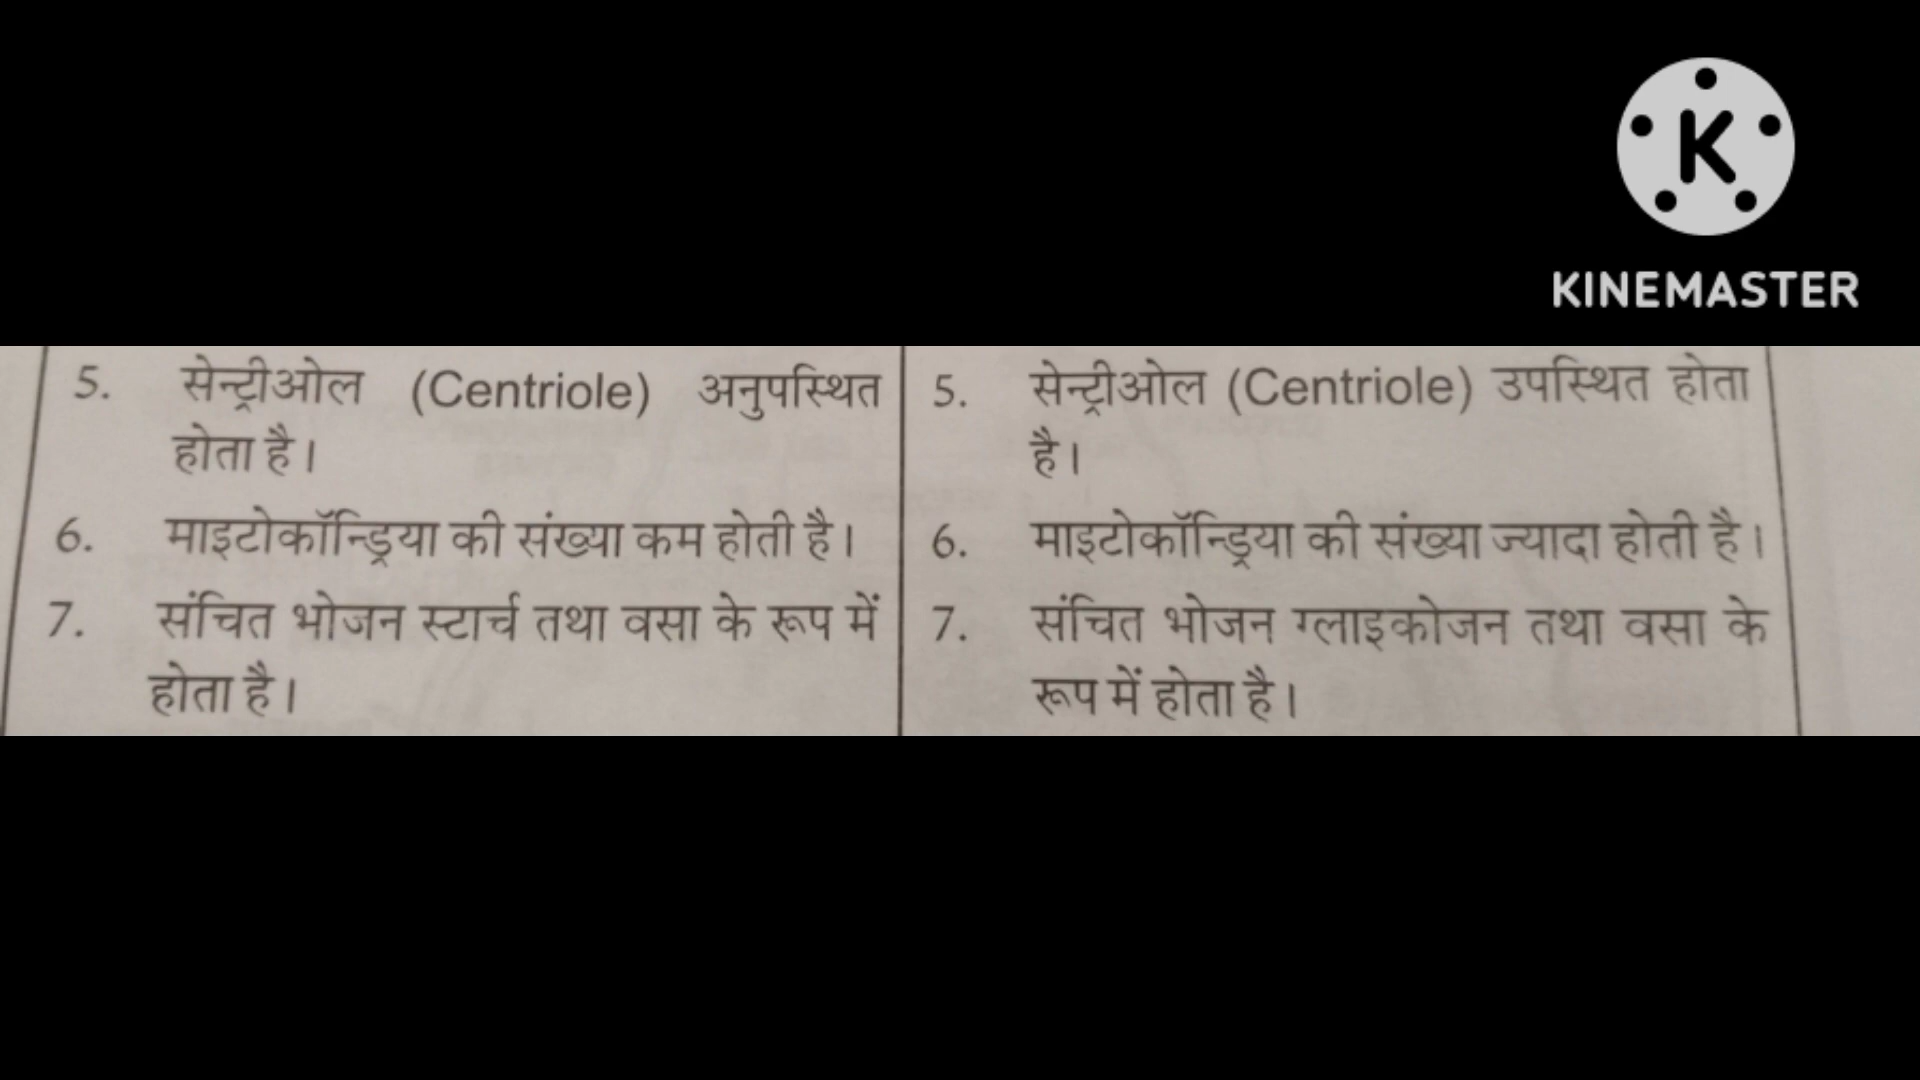 KINEMASTER
5. सेन्ट्रीओल (Centriole) अनुपस्थित
होता है।
6. माइटोकॉन्ड्रिया की संख्या कम होती है।
7. संचित भोजन स्टार्च तथा वसा के रूप में
होता है।
5. सेन्ट्रीओल (Centriole) उपस्थित होता
है।
6. माइटोकॉन्ड्रिया की संख्या ज्यादा होती है।
7. संचित भोजन ग्लाइकोजन तथा वसा के
रूप में होता है।